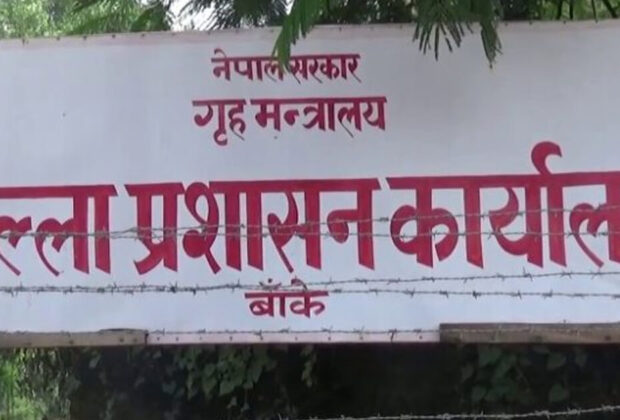 नेपाल सरकार
गृह मन्त्रालय
ल्ला प्रशासन कार्याल
बांके